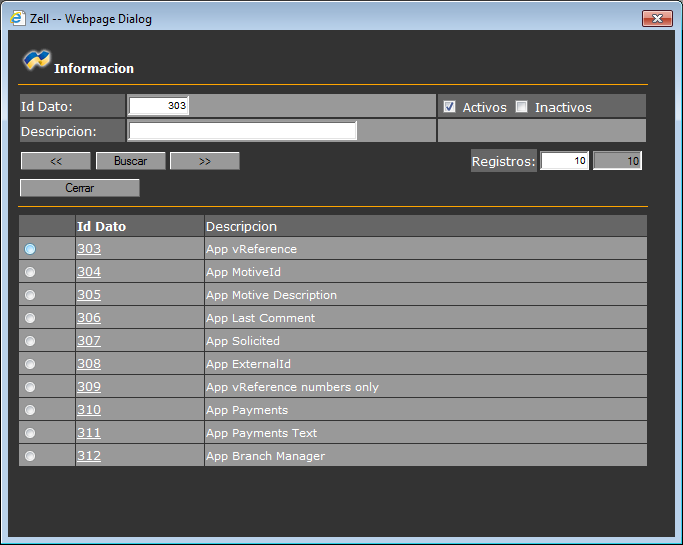 Zell -- Webpage Dialog
Informacion
Id Dato: 303 Activos Inactivos
Descripcion:
<< Buscar >> Registros: 10 10
Cerrar
Id Dato Descripcion
303 App vReference
304 App MotiveId
305 App Motive Description
306 App Last Comment
307 App Solicited
308 App ExternalId
309 App vReference numbers only
310 App Payments
311 App Payments Text
312 App Branch Manager